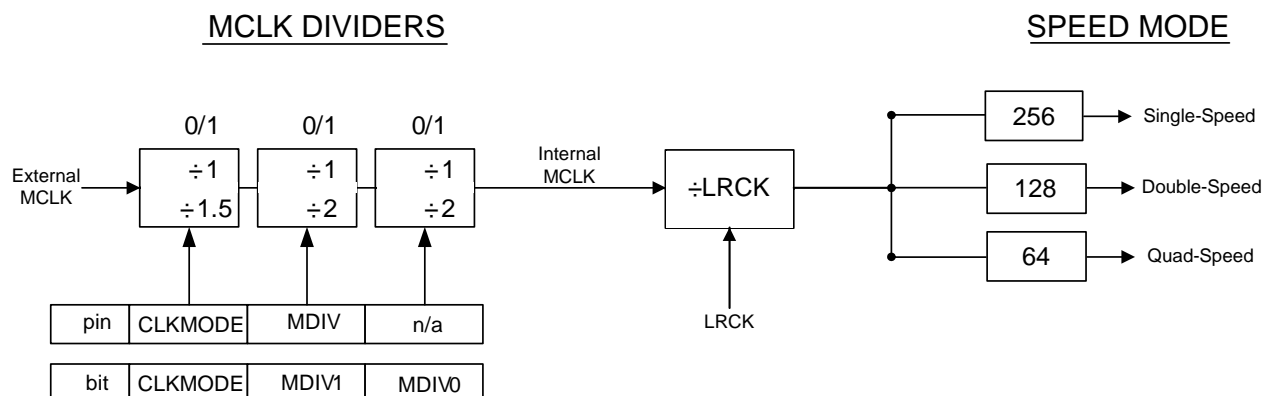 MCLK DIVIDERS
SPEED MODE
0/1 0/1 0/1
÷1 ÷1 ÷1
÷1.5 ÷2 ÷2
External
MCLK
Internal
MCLK
÷LRCK
LRCK
256 Single-Speed
128 Double-Speed
64 Quad-Speed
pin CLKMODE MDIV n/a
bit CLKMODE MDIV1 MDIV0